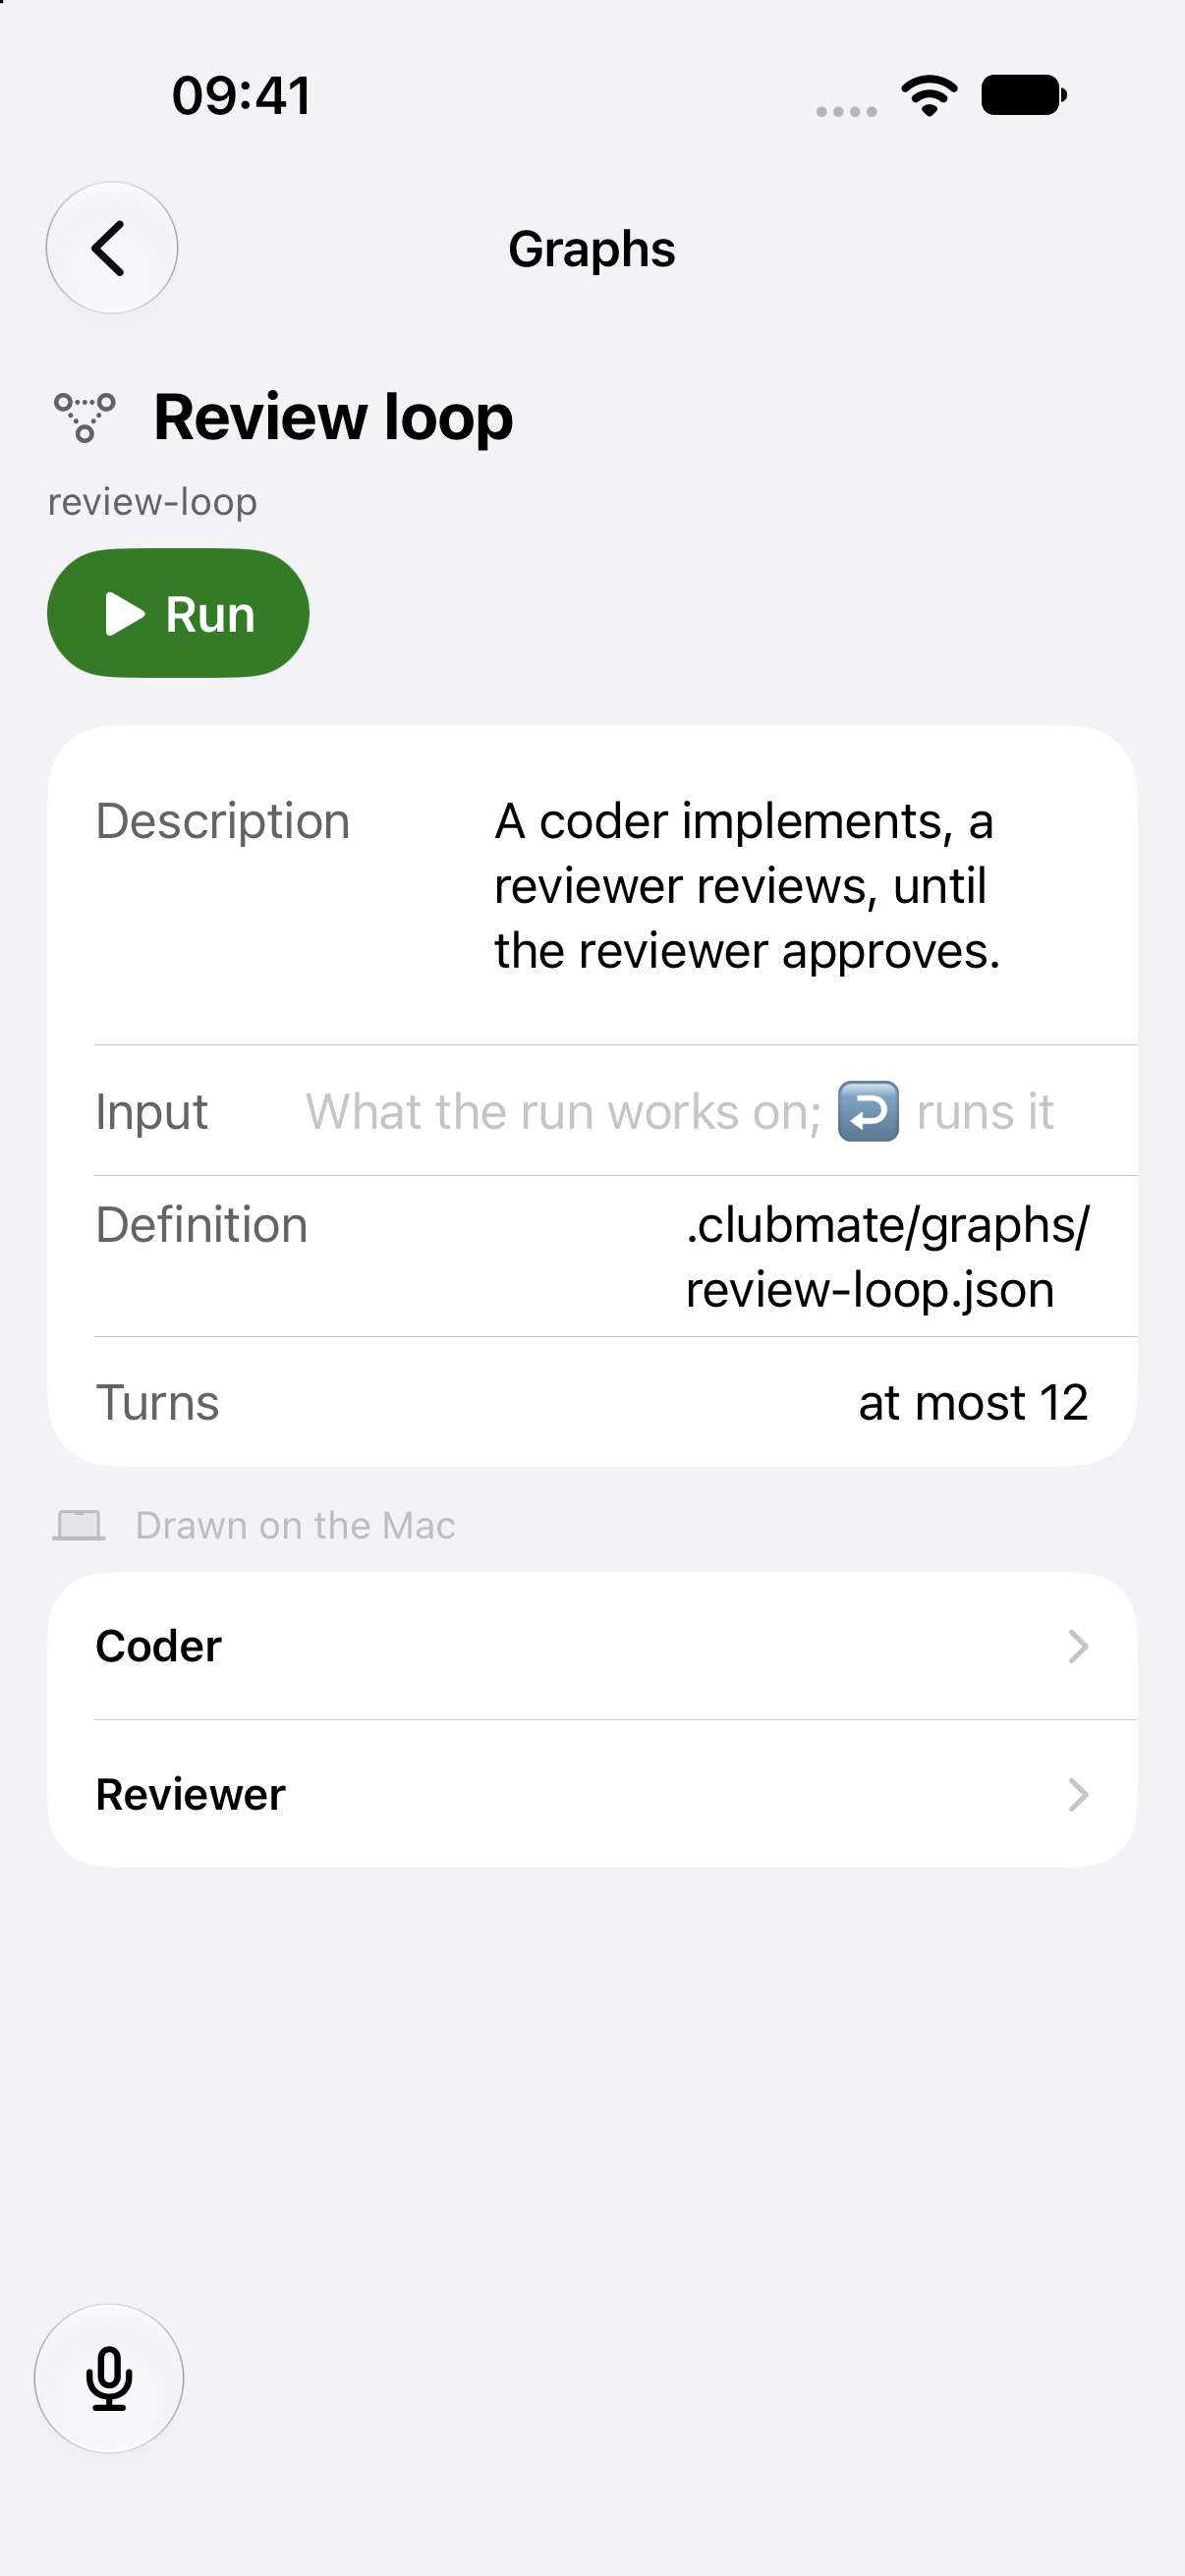 09:41
Graphs
Review loop
review-loop
Run
Description
A coder implements, a
reviewer reviews, until
the reviewer approves.
Input
What the run works on; ↩️ runs it
Definition
.clubmate/graphs/
review-loop.json
Turns
at most 12
Drawn on the Mac
Coder
Reviewer